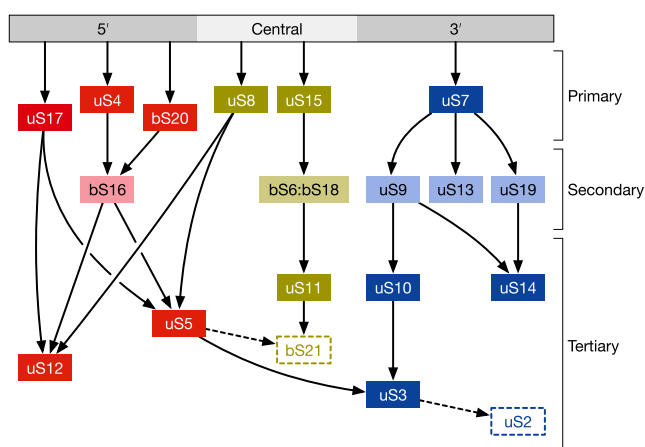 5′ Central 3′
uS4 uS8 uS15 uS7 Primary
uS17 bS20
bS16 bS6:bS18 uS9 uS13 uS19 Secondary
uS11 uS10 uS14
uS5
bS21 Tertiary
uS12
uS3
uS2